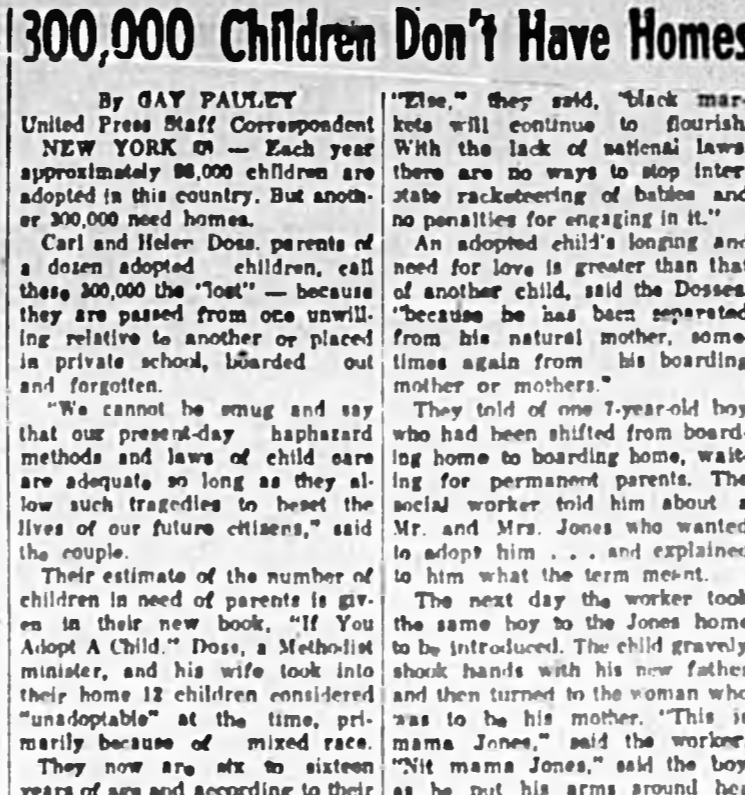 300,000 Children Don't Have Homes
By GAY PAULEY
United Press Staff Correspondent
NEW YORK — Each year
approximately ,000 children are
adopted in this country. But anoth-
er 300,000 need homes.
Carl and Helen Doss, parents of
a dozen adopted children, call
these 300,000 the "lost" — because
they are passed from one unwill-
ing relative to another or placed
in private school, boarded out
and forgotten.
"We cannot be smug and say
that our present-day haphazard
methods and laws of child care
are adequate so long as they al-
low such tragedies to beset the
lives of our future citizens," said
the couple.
Their estimate of the number of
children in need of parents is giv-
en in their new book, "If You
Adopt A Child." Doss, a Methodist
minister, and his wife took into
their home 12 children considered
"unadoptable" at the time, pri-
marily because of mixed race.
They now are six to sixteen
years of age and according to their
"Else," they said, "black mar-
kets will continue to flourish.
With the lack of national laws
there are no ways to stop inter
state racketeering of babies and
no penalties for engaging in it."
An adopted child's longing and
need for love is greater than that
of another child, said the Dosses
"because he has been separated
from his natural mother, some-
times again from his boarding
mother or mothers."
They told of one 7-year-old boy
who had been shifted from board-
ing home to boarding home, wait-
ing for permanent parents. The
social worker told him about a
Mr. and Mrs. Jones who wanted
to adopt him . . . and explained
to him what the term meant.
The next day the worker took
the same boy to the Jones home
to be introduced. The child gravely
shook hands with his new father
and then turned to the woman who
was to be his mother. "This is
mama Jones," said the worker.
"Nit mama Jones," said the boy
as he put his arms around her